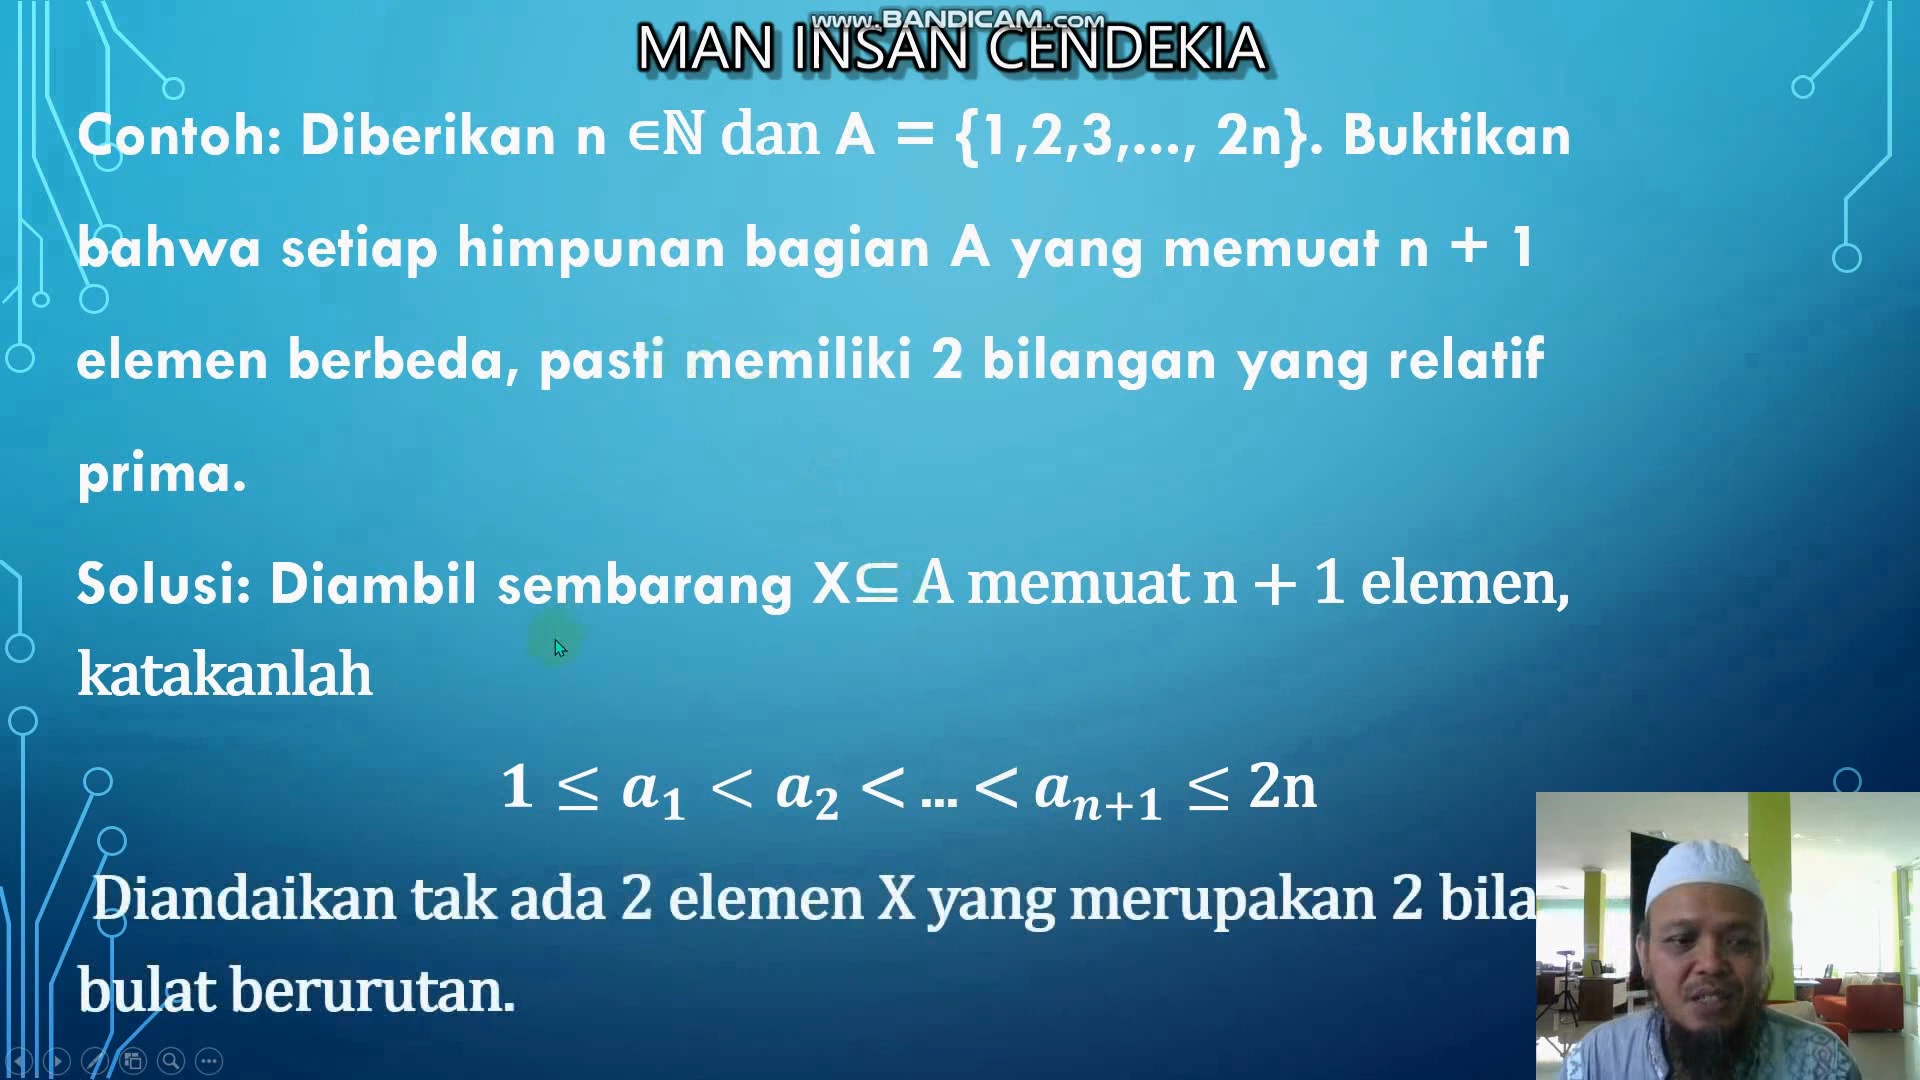 www.BANDICAM.com
MAN INSAN CENDEKIA
Contoh: Diberikan n ∈ℕ dan A = {1,2,3,..., 2n}. Buktikan
bahwa setiap himpunan bagian A yang memuat n + 1
elemen berbeda, pasti memiliki 2 bilangan yang relatif
prima.
Solusi: Diambil sembarang X⊆ A memuat n + 1 elemen,
katakanlah
1 ≤ a₁ < a₂ < ... < aₙ₊₁ ≤ 2n
Diandaikan tak ada 2 elemen X yang merupakan 2 bila
bulat berurutan.